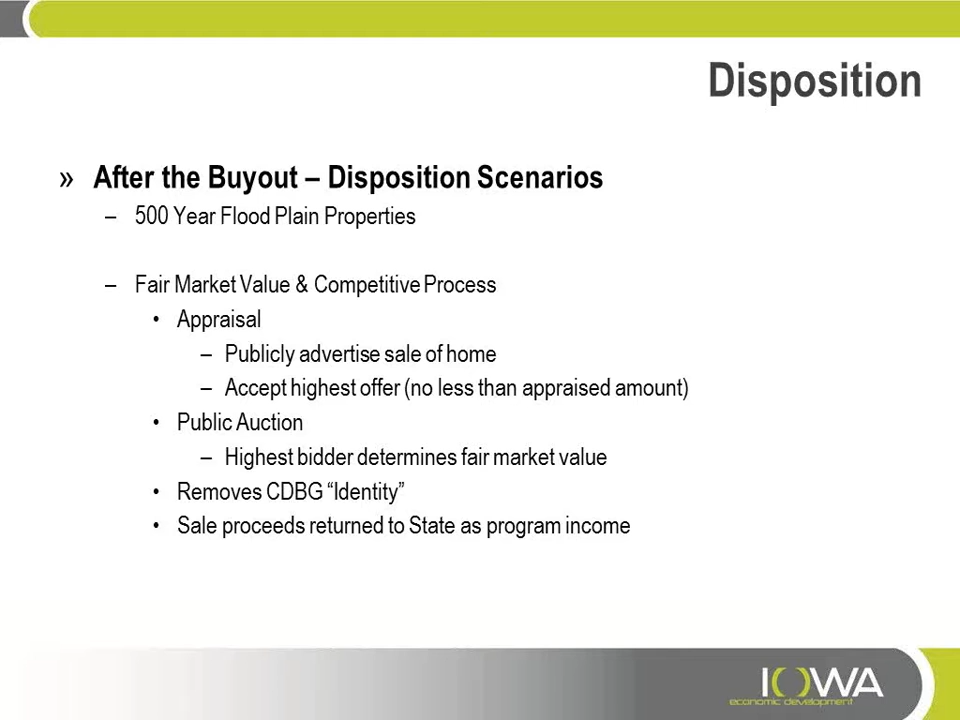 Disposition
» After the Buyout – Disposition Scenarios
– 500 Year Flood Plain Properties
– Fair Market Value & Competitive Process
• Appraisal
– Publicly advertise sale of home
– Accept highest offer (no less than appraised amount)
• Public Auction
– Highest bidder determines fair market value
• Removes CDBG “Identity”
• Sale proceeds returned to State as program income
IOWA
economic development